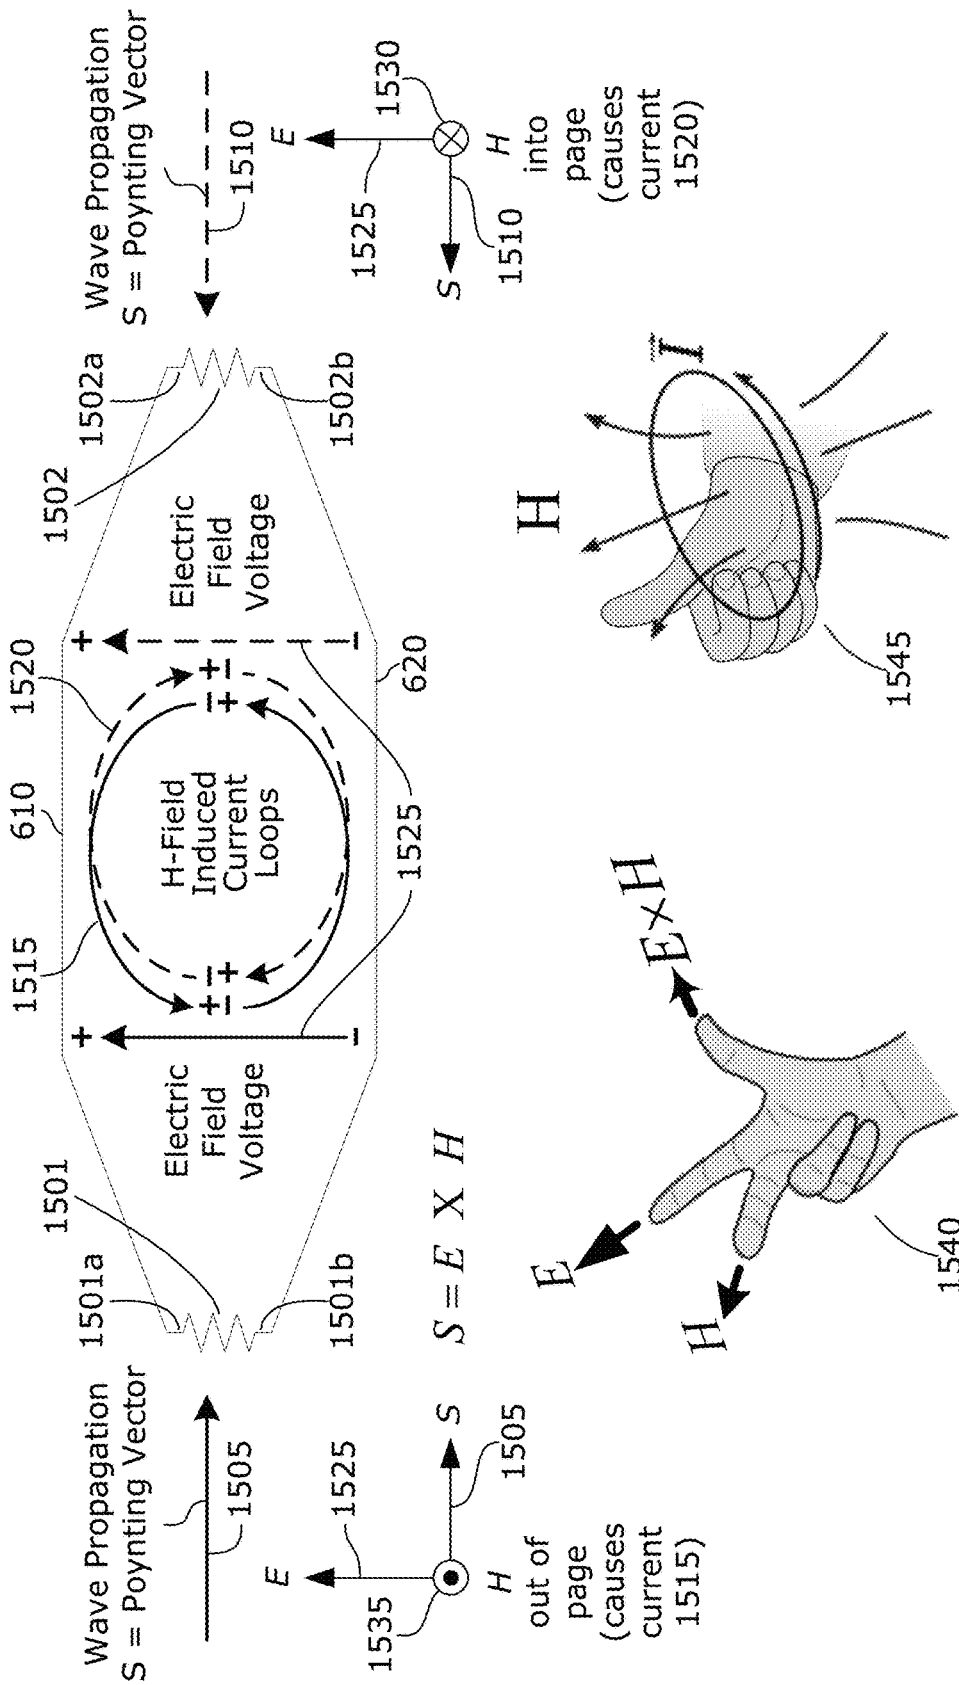 Wave Propagation
S = Poynting Vector
1505
1501a
1501
1501b
Electric
Field
Voltage
+
−
1515
610
1520
+
−
−
+
H-Field
Induced
Current
Loops
−
+
+
−
1525
620
+
−
Electric
Field
Voltage
1502
1502a
1502b
Wave Propagation
S = Poynting Vector
1510
E
1525
1535
S
1505
H
out of
page
(causes
current
1515)
S = E X H
E
1525
1530
S
1510
H
into
page
(causes
current
1520)
E
H
E×H
1540
H
I
1545